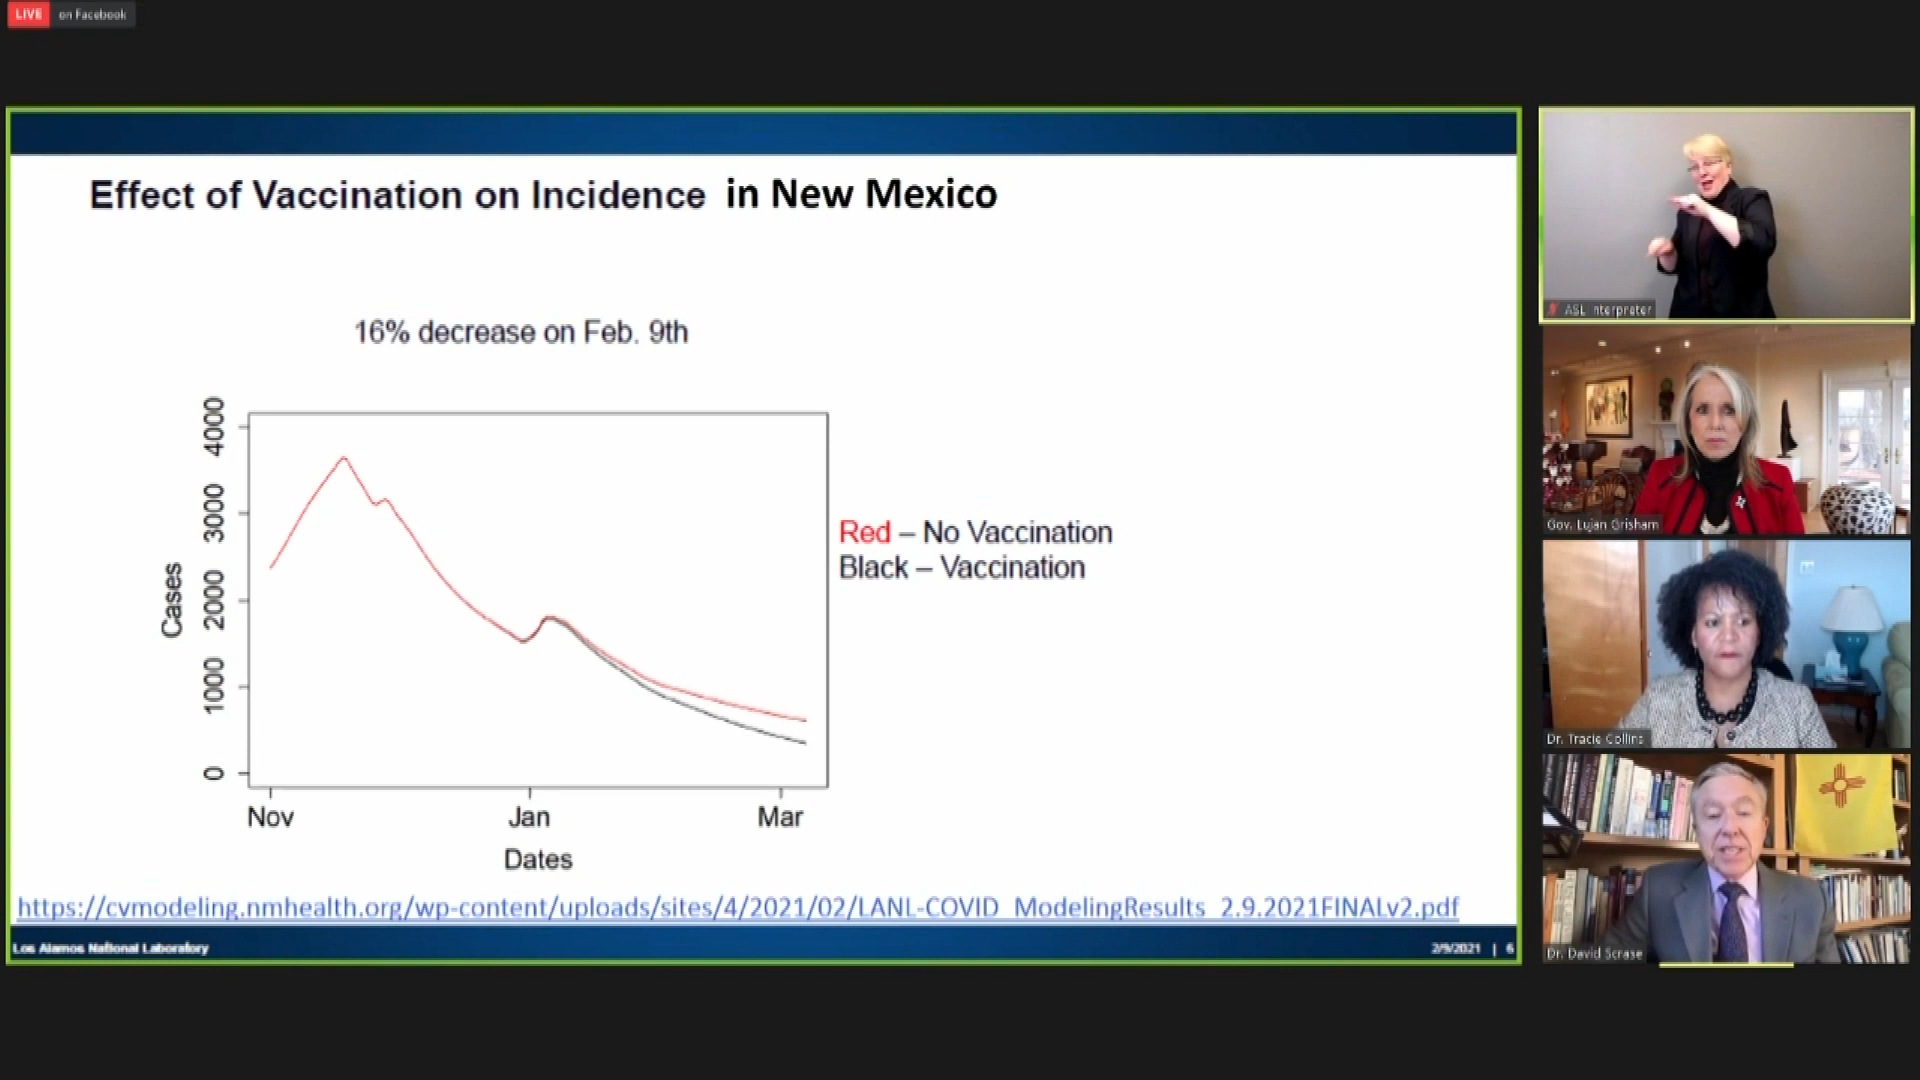 LIVE on Facebook
Effect of Vaccination on Incidence in New Mexico
16% decrease on Feb. 9th
4000
3000
2000
1000
0
Cases
Nov Jan Mar
Dates
Red – No Vaccination
Black – Vaccination
https://cvmodeling.nmhealth.org/wp-content/uploads/sites/4/2021/02/LANL-COVID_ModelingResults_2.9.2021FINALv2.pdf
Los Alamos National Laboratory
2/9/2021 | 6
ASL Interpreter
Gov. Lujan Grisham
Dr. Tracie Collins
Dr. David Scrase